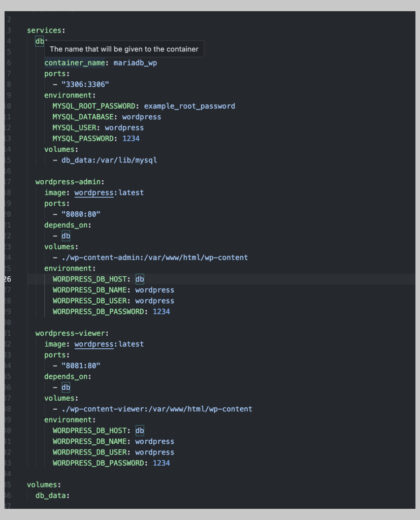 services:
db:
The name that will be given to the container
container_name: mariadb_wp
ports:
- "3306:3306"
environment:
MYSQL_ROOT_PASSWORD: example_root_password
MYSQL_DATABASE: wordpress
MYSQL_USER: wordpress
MYSQL_PASSWORD: 1234
volumes:
- db_data:/var/lib/mysql
wordpress-admin:
image: wordpress:latest
ports:
- "8080:80"
depends_on:
- db
volumes:
- ./wp-content-admin:/var/www/html/wp-content
environment:
26 WORDPRESS_DB_HOST: db
WORDPRESS_DB_NAME: wordpress
WORDPRESS_DB_USER: wordpress
WORDPRESS_DB_PASSWORD: 1234
wordpress-viewer:
image: wordpress:latest
ports:
- "8081:80"
depends_on:
- db
volumes:
- ./wp-content-viewer:/var/www/html/wp-content
environment:
WORDPRESS_DB_HOST: db
WORDPRESS_DB_NAME: wordpress
WORDPRESS_DB_USER: wordpress
WORDPRESS_DB_PASSWORD: 1234
volumes:
db_data: